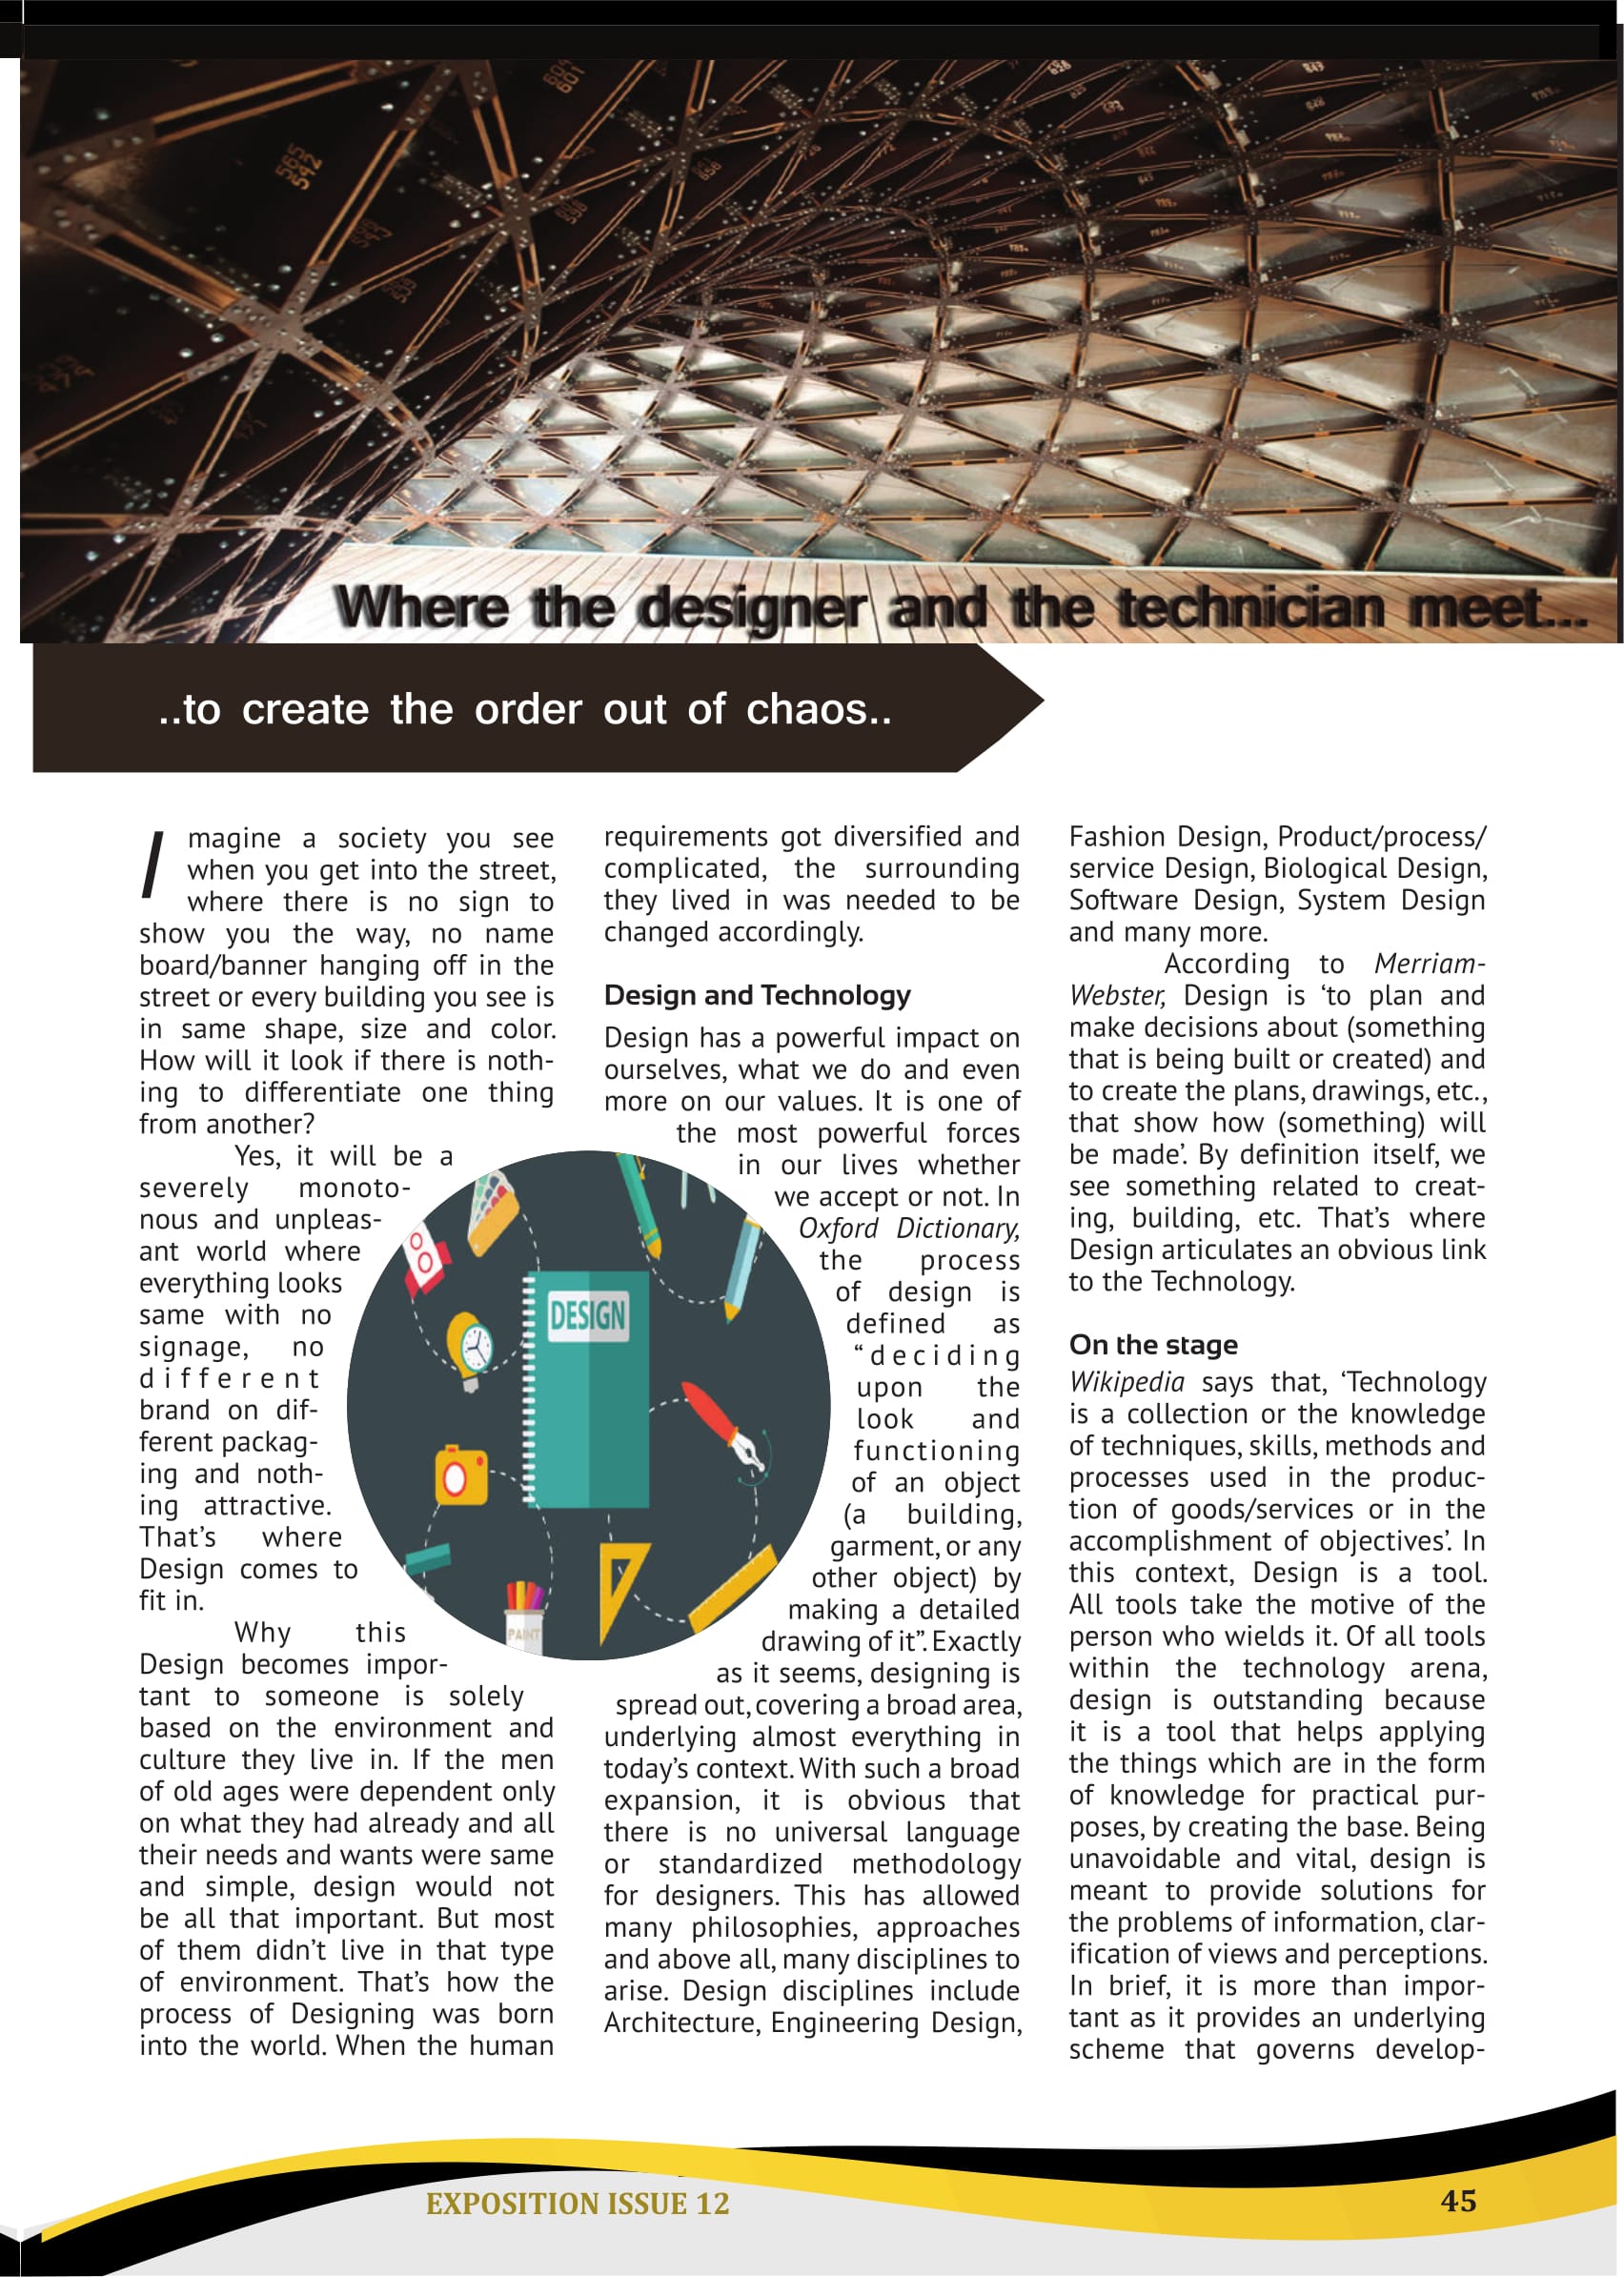 Where the designer and the technician meet...
..to create the order out of chaos..
I magine a society you see
when you get into the street,
where there is no sign to
show you the way, no name
board/banner hanging off in the
street or every building you see is
in same shape, size and color.
How will it look if there is noth-
ing to differentiate one thing
from another?
Yes, it will be a
severely monoto-
nous and unpleas-
ant world where
everything looks
same with no
signage, no
different
brand on dif-
ferent packag-
ing and noth-
ing attractive.
That's where
Design comes to
fit in.
Why this
Design becomes impor-
tant to someone is solely
based on the environment and
culture they live in. If the men
of old ages were dependent only
on what they had already and all
their needs and wants were same
and simple, design would not
be all that important. But most
of them didn't live in that type
of environment. That's how the
process of Designing was born
into the world. When the human
requirements got diversified and
complicated, the surrounding
they lived in was needed to be
changed accordingly.
Design and Technology
Design has a powerful impact on
ourselves, what we do and even
more on our values. It is one of
the most powerful forces
in our lives whether
we accept or not. In
Oxford Dictionary,
the process
of design is
defined as
“deciding
upon the
look and
functioning
of an object
(a building,
garment, or any
other object) by
making a detailed
drawing of it”. Exactly
as it seems, designing is
spread out, covering a broad area,
underlying almost everything in
today's context. With such a broad
expansion, it is obvious that
there is no universal language
or standardized methodology
for designers. This has allowed
many philosophies, approaches
and above all, many disciplines to
arise. Design disciplines include
Architecture, Engineering Design,
DESIGN
PAINT
Fashion Design, Product/process/
service Design, Biological Design,
Software Design, System Design
and many more.
According to Merriam-
Webster, Design is ‘to plan and
make decisions about (something
that is being built or created) and
to create the plans, drawings, etc.,
that show how (something) will
be made’. By definition itself, we
see something related to creat-
ing, building, etc. That's where
Design articulates an obvious link
to the Technology.
On the stage
Wikipedia says that, ‘Technology
is a collection or the knowledge
of techniques, skills, methods and
processes used in the produc-
tion of goods/services or in the
accomplishment of objectives’. In
this context, Design is a tool.
All tools take the motive of the
person who wields it. Of all tools
within the technology arena,
design is outstanding because
it is a tool that helps applying
the things which are in the form
of knowledge for practical pur-
poses, by creating the base. Being
unavoidable and vital, design is
meant to provide solutions for
the problems of information, clar-
ification of views and perceptions.
In brief, it is more than impor-
tant as it provides an underlying
scheme that governs develop-
EXPOSITION ISSUE 12
45